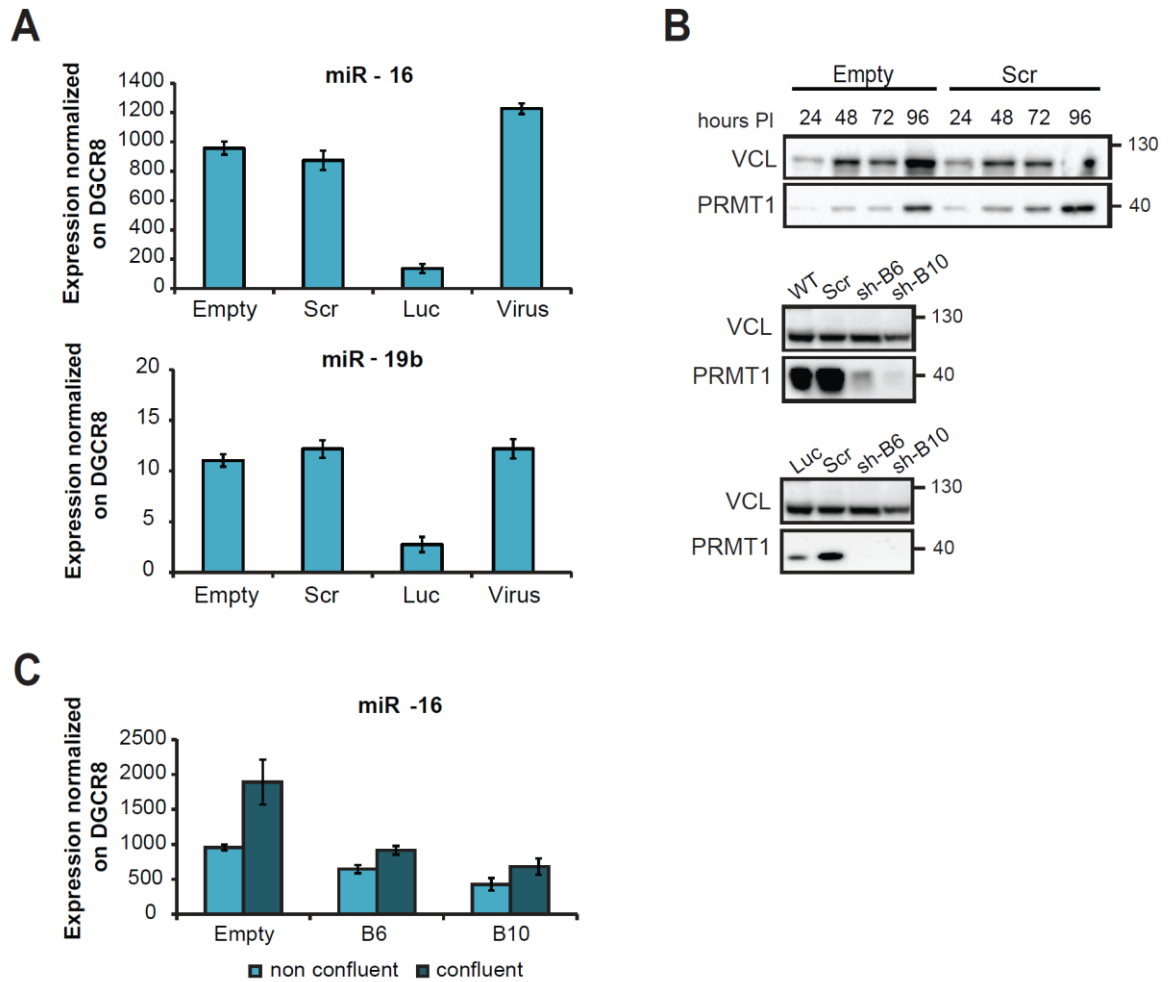 A
miR - 16
Expression normalized
on DGCR8
1400
1200
1000
800
600
400
200
0
Empty Scr Luc Virus
miR - 19b
Expression normalized
on DGCR8
20
15
10
5
0
Empty Scr Luc Virus
B
Empty Scr
hours PI 24 48 72 96 24 48 72 96
VCL 130
PRMT1 40
WT Scr sh-B6 sh-B10
VCL 130
PRMT1 40
Luc Scr sh-B6 sh-B10
VCL 130
PRMT1 40
C
miR -16
Expression normalized
on DGCR8
2500
2000
1500
1000
500
0
Empty B6 B10
non confluent confluent